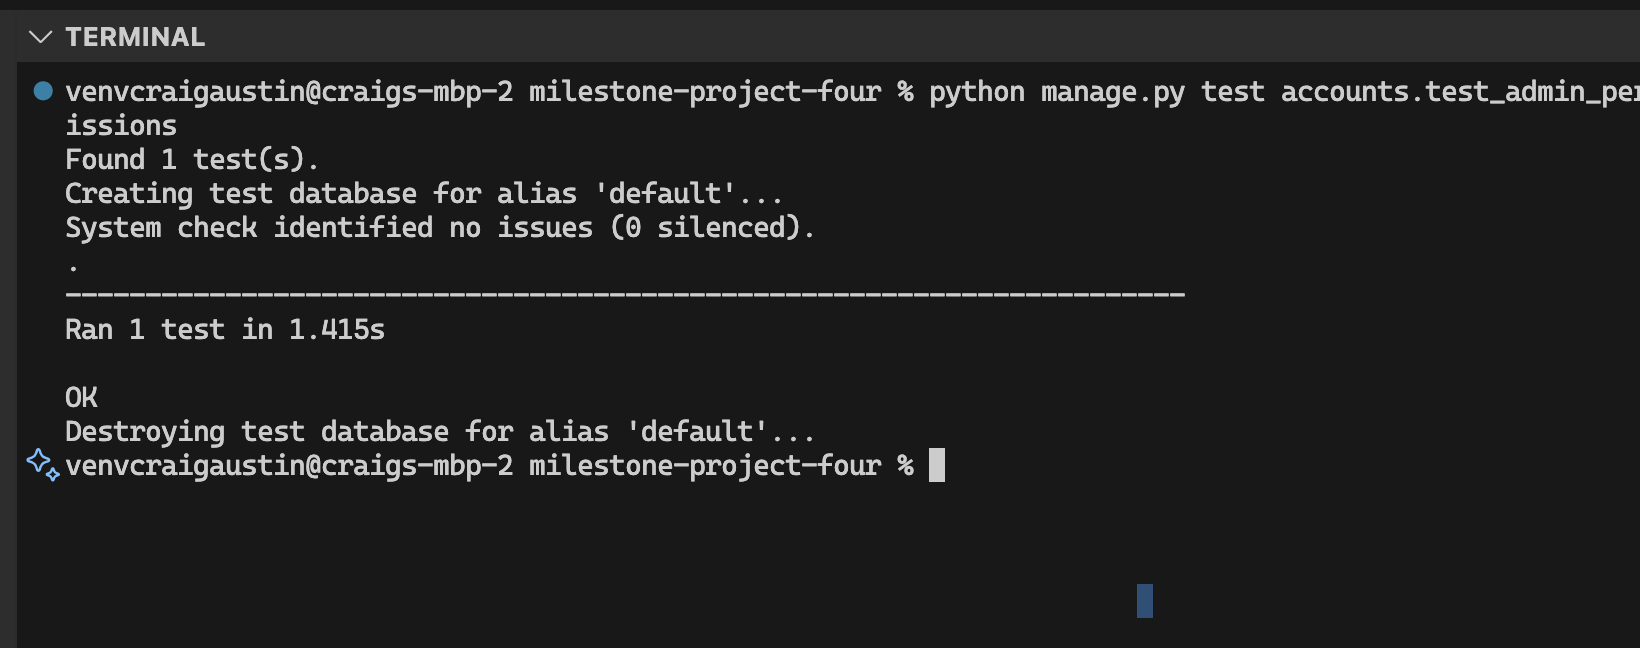 TERMINAL
venvcraigaustin@craigs-mbp-2 milestone-project-four % python manage.py test accounts.test_admin_per
issions
Found 1 test(s).
Creating test database for alias 'default'...
System check identified no issues (0 silenced).
.
----------------------------------------------------------------------
Ran 1 test in 1.415s
OK
Destroying test database for alias 'default'...
venvcraigaustin@craigs-mbp-2 milestone-project-four %